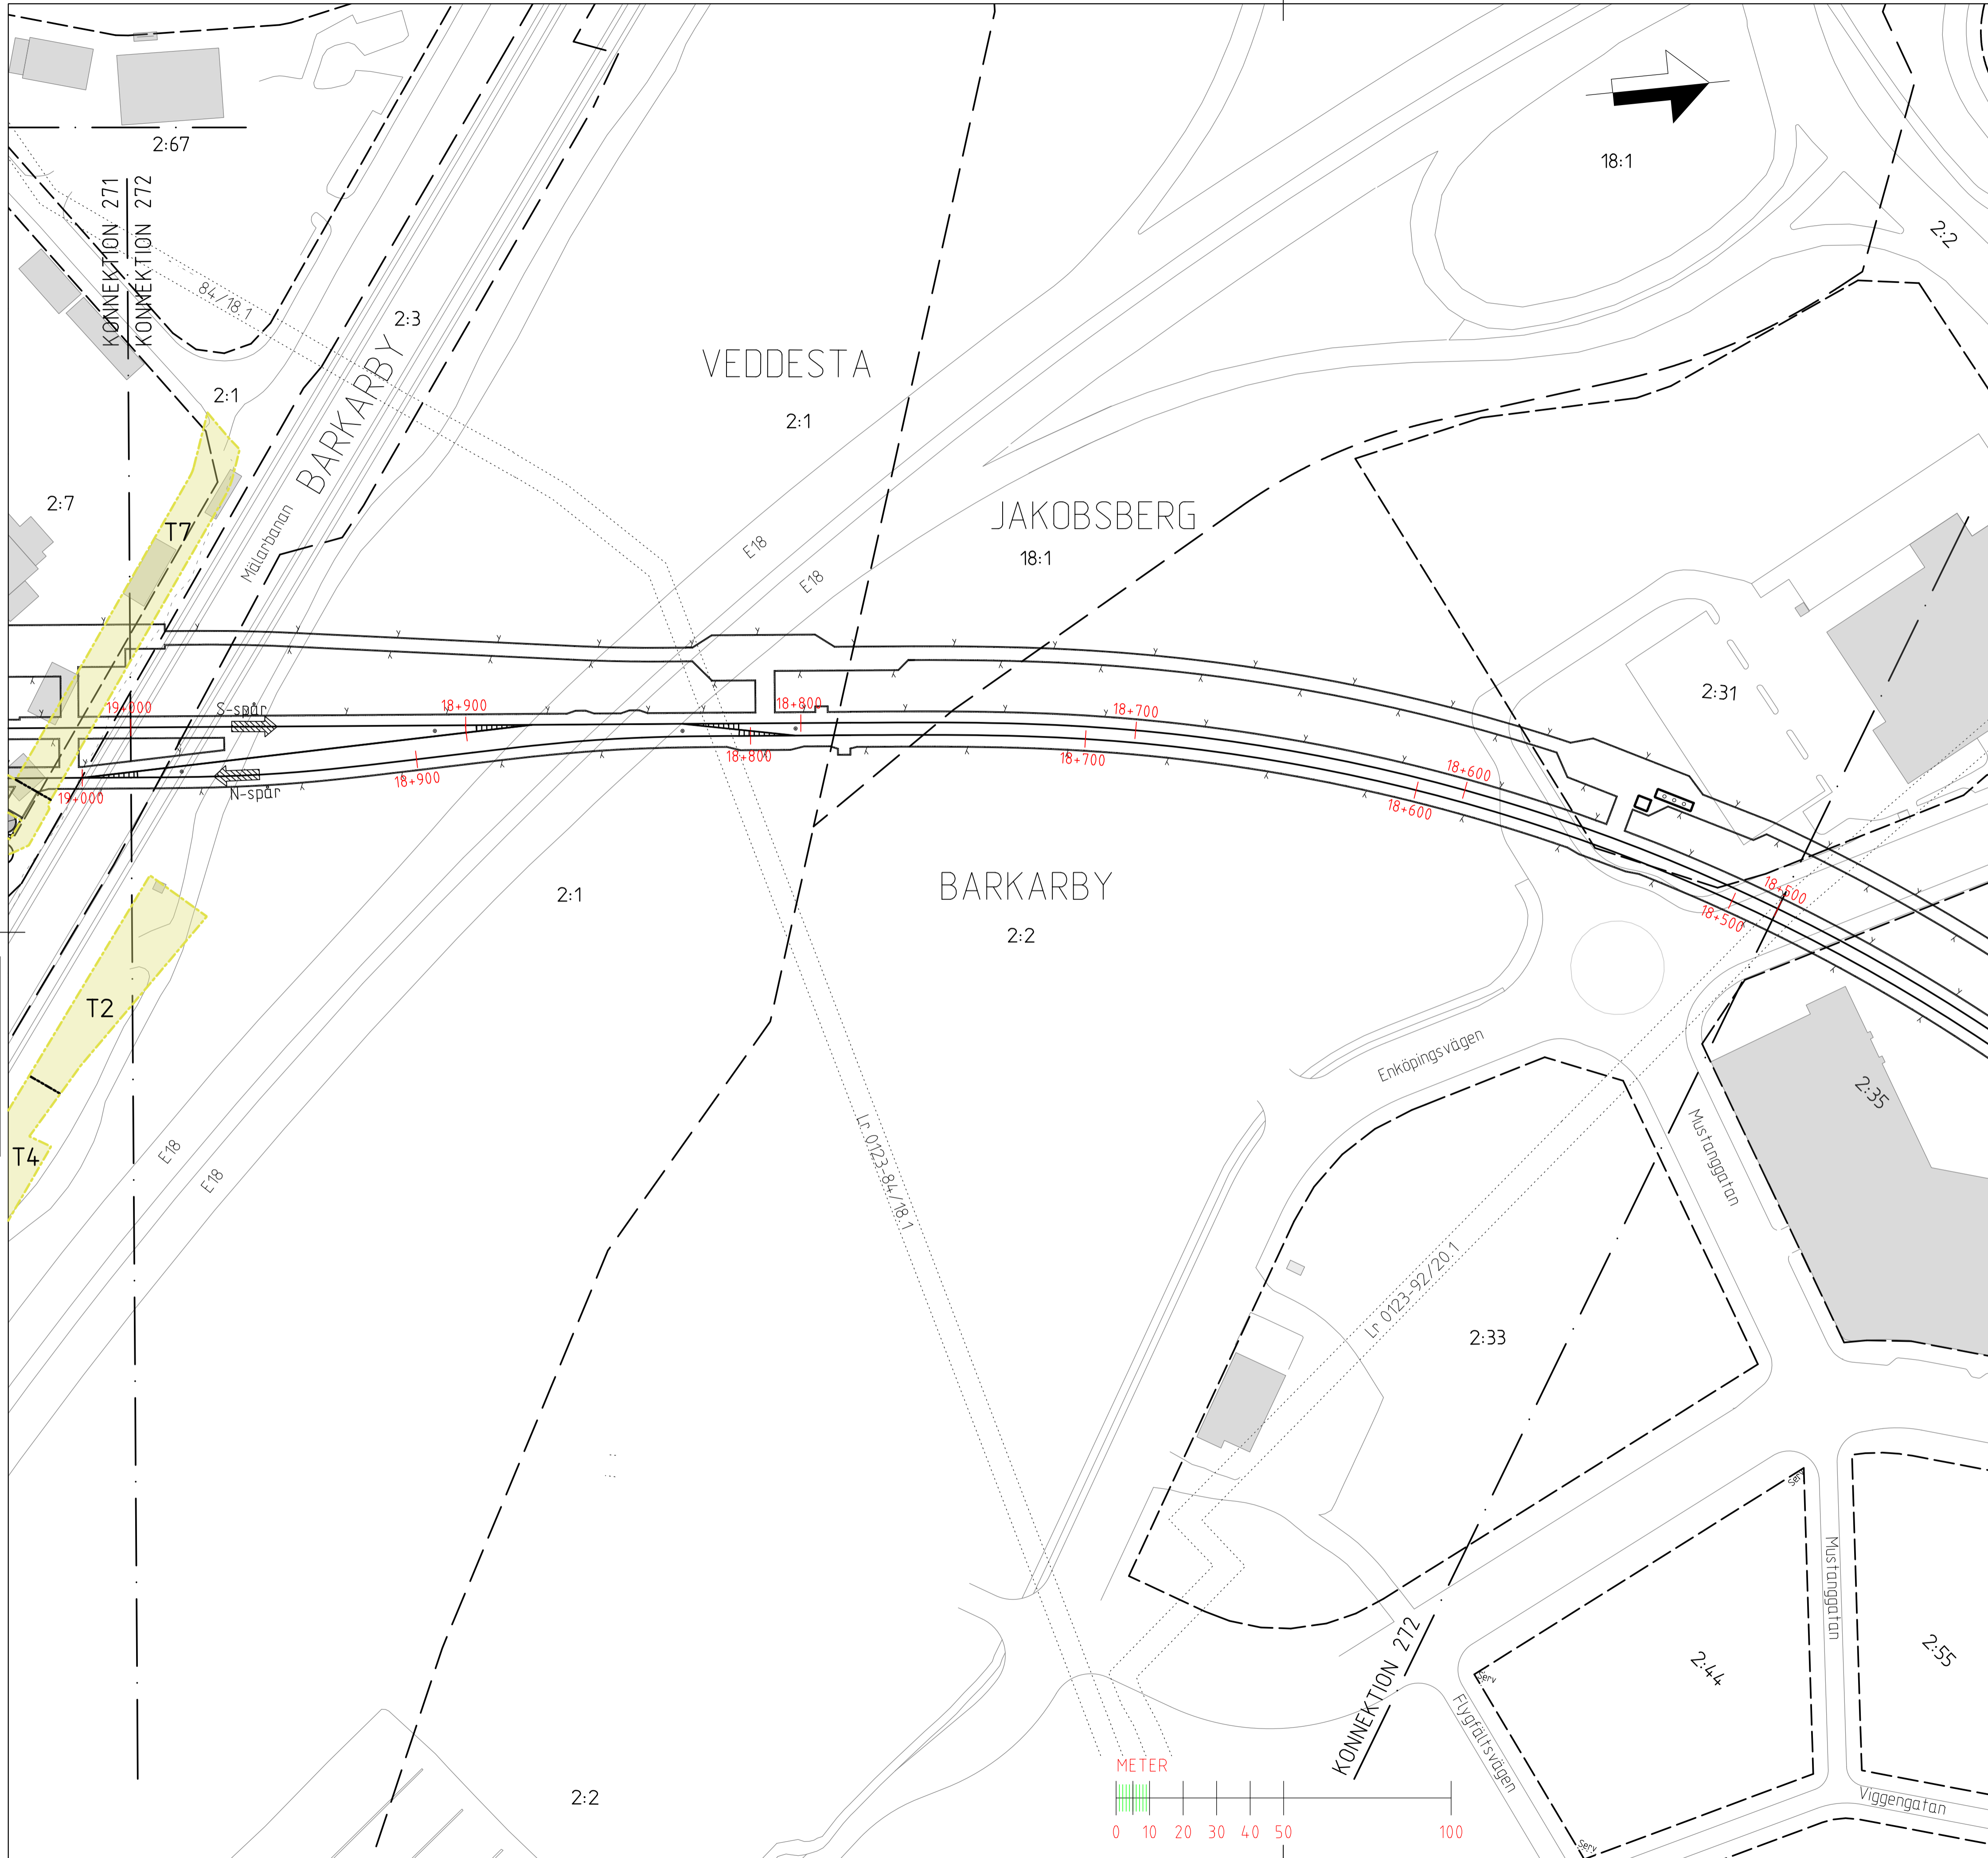 2:67
KONNEKTION 271
KONNEKTION 272
84/18.1
2:3
2:1
BARKARBY
Mälarbanan
2:7
T7
VEDDESTA
2:1
JAKOBSBERG
18:1
E18
E18
18:1
2:2
2:31
19+000
S-spår
18+900
18+800
18+700
18+600
18+500
19+000
N-spår
18+900
18+800
18+700
18+600
18+500
2:1
BARKARBY
2:2
T2
T4
E18
E18
Lr 0123-84/18.1
Enköpingsvägen
Mustanggatan
2:35
Lr 0123-92/20.1
2:33
Serv
Mustanggatan
2:55
2:44
Serv
Flygfältsvägen
Viggengatan
Serv
KONNEKTION 272
2:2
METER
0 10 20 30 40 50 100